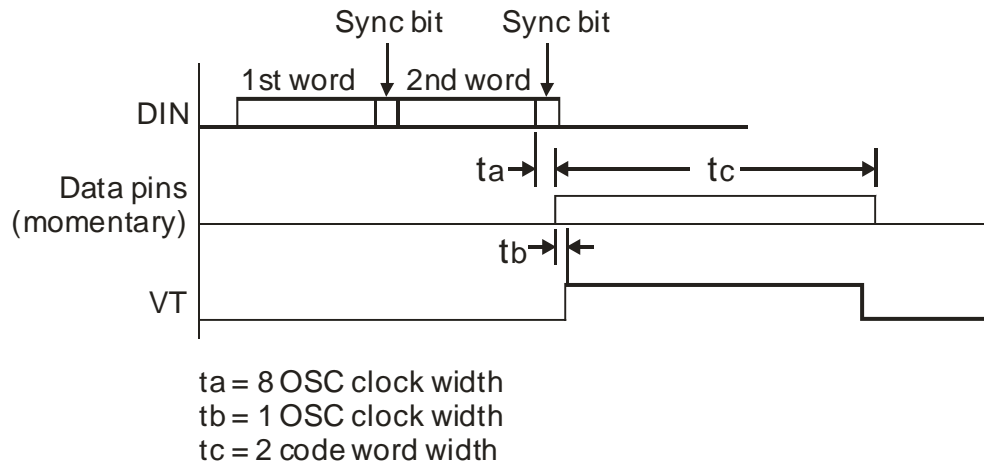 Sync bit Sync bit
1st word 2nd word
DIN
ta tc
Data pins
(momentary)
tb
VT
ta = 8 OSC clock width
tb = 1 OSC clock width
tc = 2 code word width